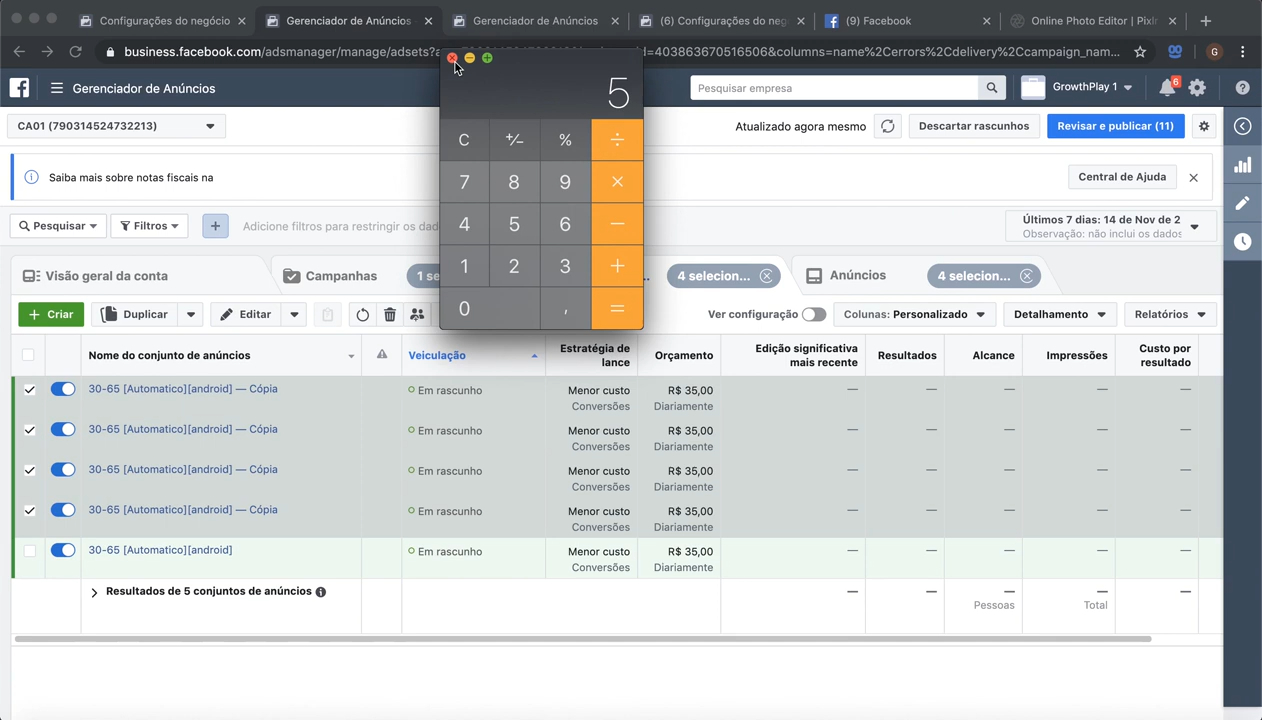 Configurações do negócio
Gerenciador de Anúncios
Gerenciador de Anúncios
(6) Configurações do neg
(9) Facebook
Online Photo Editor | Pixlr
business.facebook.com/adsmanager/manage/adsets?a
d=403863670516506&columns=name%2Cerrors%2Cdelivery%2Ccampaign_nam...
G
Gerenciador de Anúncios
Pesquisar empresa
GrowthPlay 1
6
CA01 (790314524732213)
Atualizado agora mesmo
Descartar rascunhos
Revisar e publicar (11)
Saiba mais sobre notas fiscais na
Central de Ajuda
Pesquisar
Filtros
+
Adicione filtros para restringir os dad
Últimos 7 dias: 14 de Nov de 2
Observação: não inclui os dados
5
C +/− % ÷
7 8 9 ×
4 5 6 −
1 2 3 +
0 , =
Visão geral da conta
Campanhas
1 se
4 selecion...
Anúncios
4 selecion...
+ Criar
Duplicar
Editar
Ver configuração
Colunas: Personalizado
Detalhamento
Relatórios
Nome do conjunto de anúncios
Veiculação
Estratégia de lance
Orçamento
Edição significativa mais recente
Resultados
Alcance
Impressões
Custo por resultado
30-65 [Automatico][android] — Cópia Em rascunho Menor custo R$ 35,00 — — — — —
Conversões Diariamente
30-65 [Automatico][android] — Cópia Em rascunho Menor custo R$ 35,00 — — — — —
Conversões Diariamente
30-65 [Automatico][android] — Cópia Em rascunho Menor custo R$ 35,00 — — — — —
Conversões Diariamente
30-65 [Automatico][android] — Cópia Em rascunho Menor custo R$ 35,00 — — — — —
Conversões Diariamente
30-65 [Automatico][android] Em rascunho Menor custo R$ 35,00 — — — — —
Conversões Diariamente
Resultados de 5 conjuntos de anúncios — — — — —
Pessoas Total